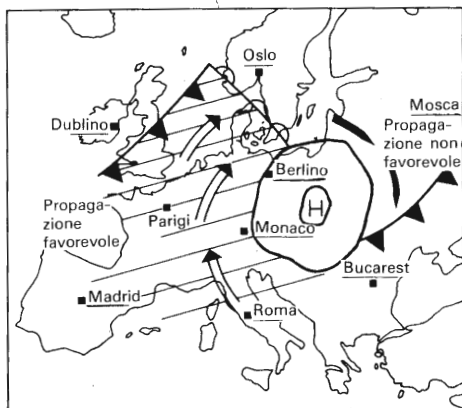 Oslo
Mosca
Propaga-
zione non
favorevole
Dublino
Berlino
Propaga-
zione
favorevole
Parigi
H
Monaco
Bucarest
Madrid
Roma